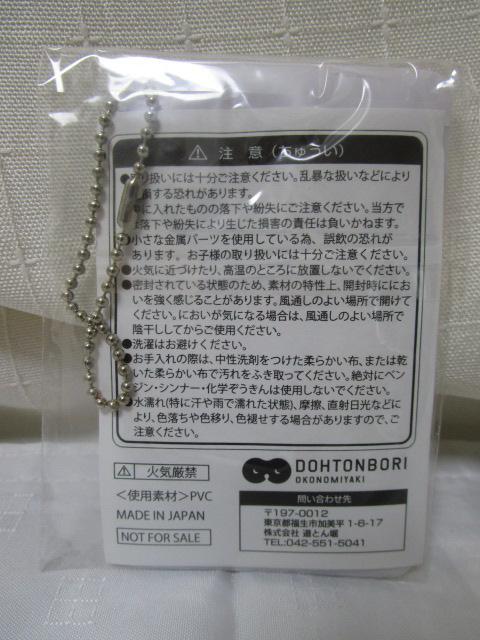 ⚠ 注 意 (ちゅうい)
●取り扱いには十分ご注意ください。乱暴な扱いなどにより
損する恐れがあります。
中に入れたものの落下や紛失にご注意ください。当方で
は落下や紛失により生じた損害の責任は負いかねます。
●小さな金属パーツを使用している為、誤飲の恐れが
あります。お子様の取り扱いには十分ご注意ください。
●火気に近づけたり、高温のところに放置しないでください。
●密封されている状態のため、素材の特性上、開封時ににに
おいを強く感じることがあります。風通しのよい場所で開けて
ください。においが気になる場合は、風通しのよい場所で
陰干ししてからご使用ください。
●洗濯はお避けください。
●お手入れの際は、中性洗剤をつけた柔らかい布、または乾
いた柔らかい布で汚れをふき取ってください。絶対にベン
ジン・シンナー・化学ぞうきんは使用しないでください。
●水濡れ(特に汗や雨で濡れた状態)、摩擦、直射日光などに
より、色落ちや色移り、色褪せする場合がありますので、ご
注意ください。
⚠ 火気厳禁
<使用素材>PVC
MADE IN JAPAN
NOT FOR SALE
DOHTONBORI
OKONOMIYAKI
問い合わせ先
〒197-0012
東京都福生市加美平 1-6-17
株式会社 道とん堀
TEL:042-551-5041